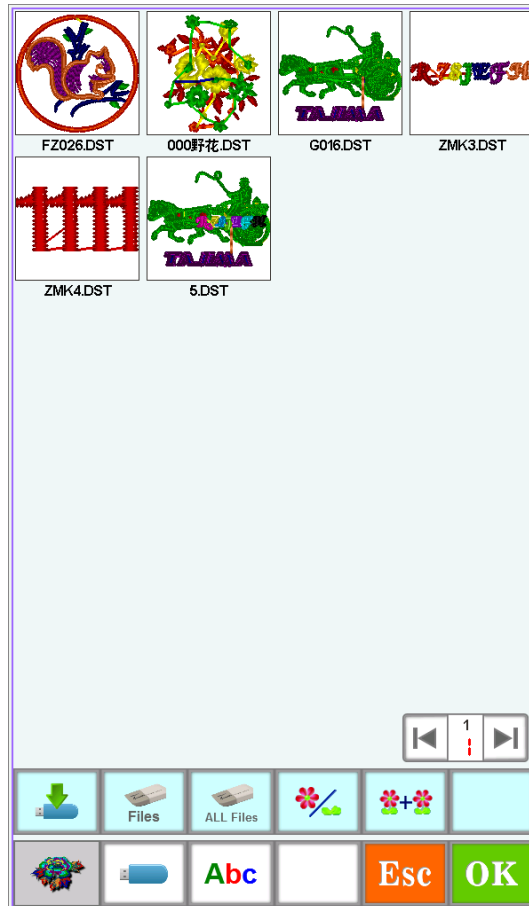 FZ026.DST
000野花.DST
TAJIMA
G016.DST
RZSJEFH
ZMK3.DST
ZMK4.DST
TAJIMA
5.DST
1
Files
ALL Files
Abc
Esc
OK